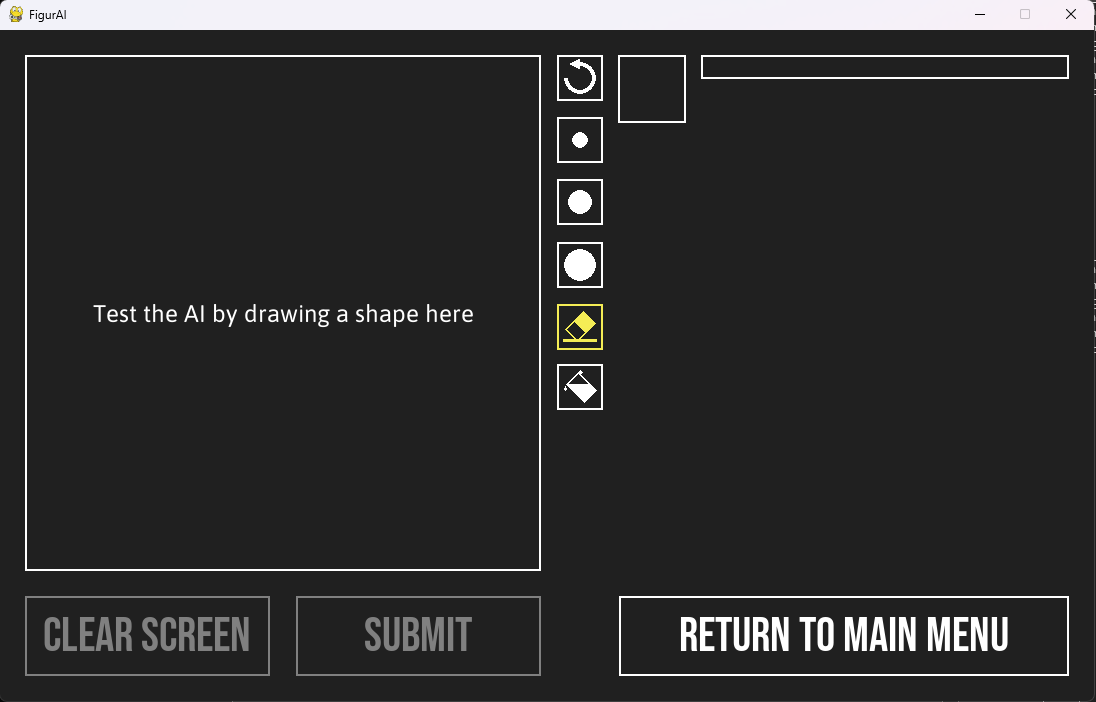 FigurAI
Test the AI by drawing a shape here
CLEAR SCREEN
SUBMIT
RETURN TO MAIN MENU